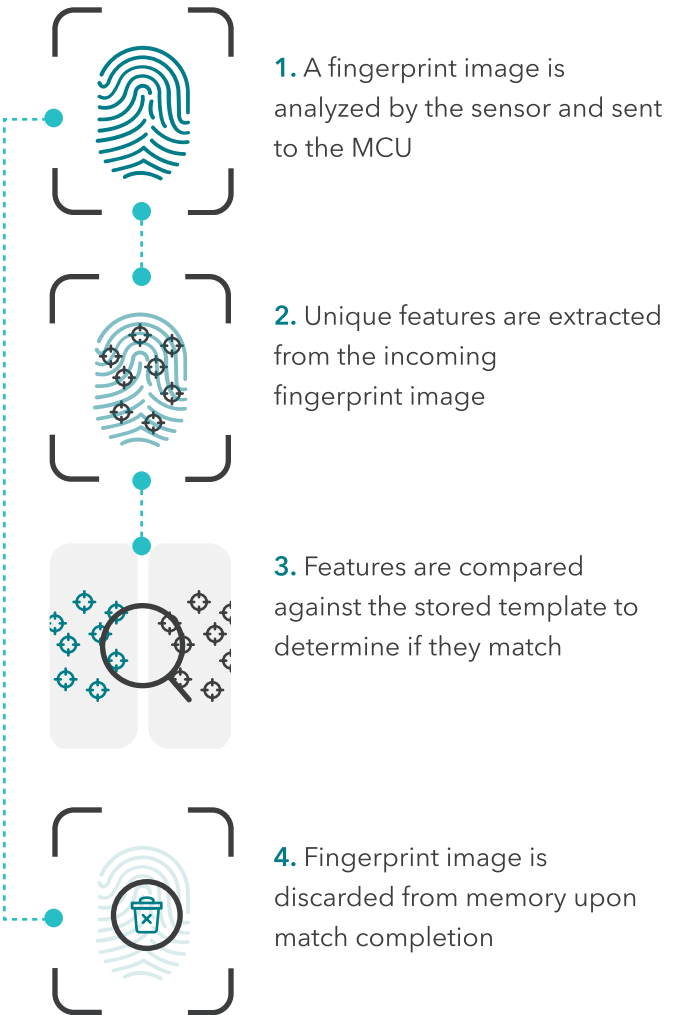 1. A fingerprint image is
analyzed by the sensor and sent
to the MCU
2. Unique features are extracted
from the incoming
fingerprint image
3. Features are compared
against the stored template to
determine if they match
4. Fingerprint image is
discarded from memory upon
match completion